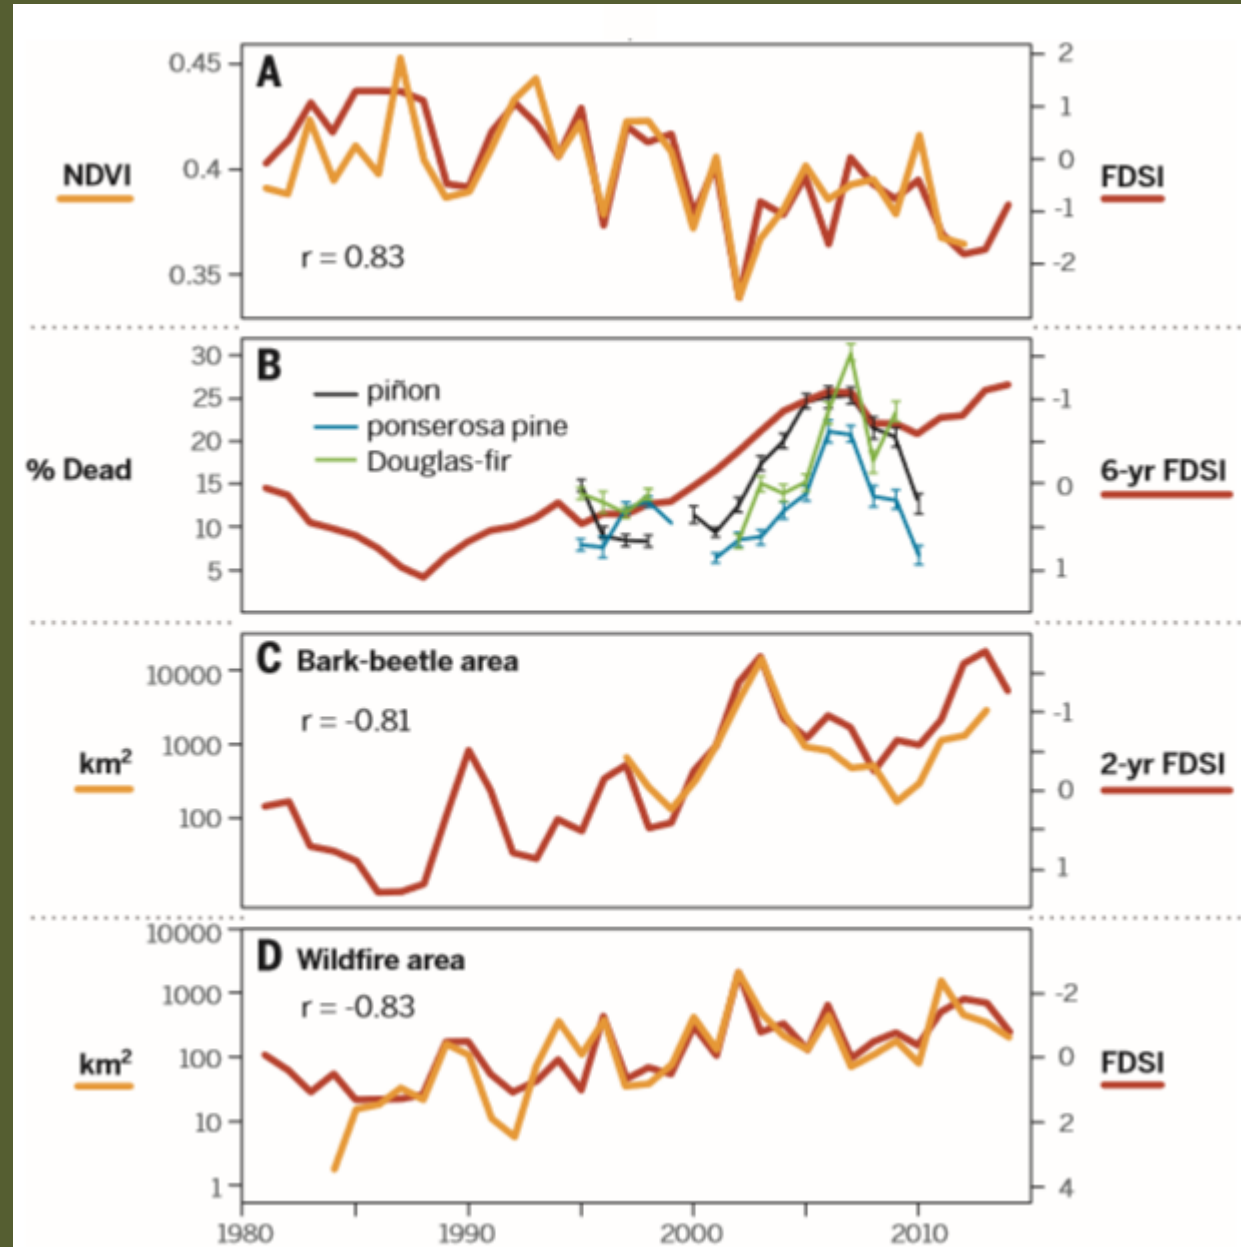 A
0.45
0.4
0.35
NDVI
r = 0.83
2
1
0
-1
-2
FDSI
B
30
25
20
15
10
5
% Dead
piñon
ponserosa pine
Douglas-fir
-1
0
1
6-yr FDSI
C Bark-beetle area
r = -0.81
10000
1000
100
km²
-1
0
1
2-yr FDSI
D Wildfire area
r = -0.83
10000
1000
100
10
1
km²
-2
0
2
4
FDSI
1980 1990 2000 2010